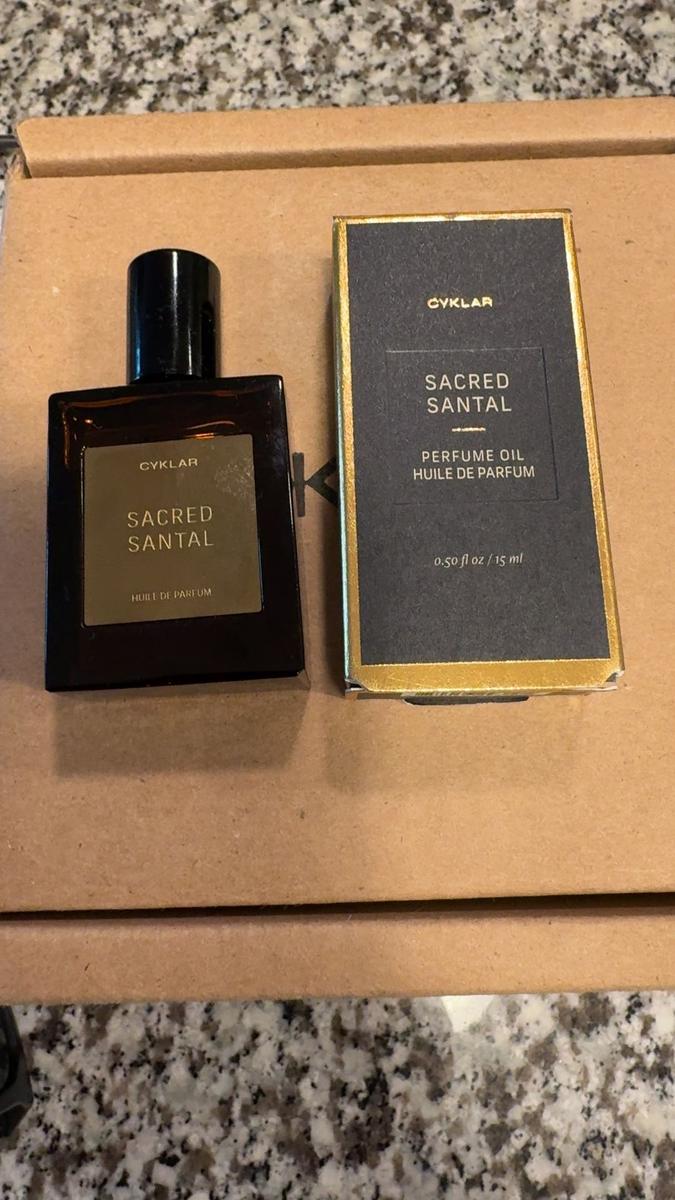 CYKLAR
SACRED
SANTAL
HUILE DE PARFUM
CYKLAR
SACRED
SANTAL
PERFUME OIL
HUILE DE PARFUM
0.50 fl oz / 15 ml
K